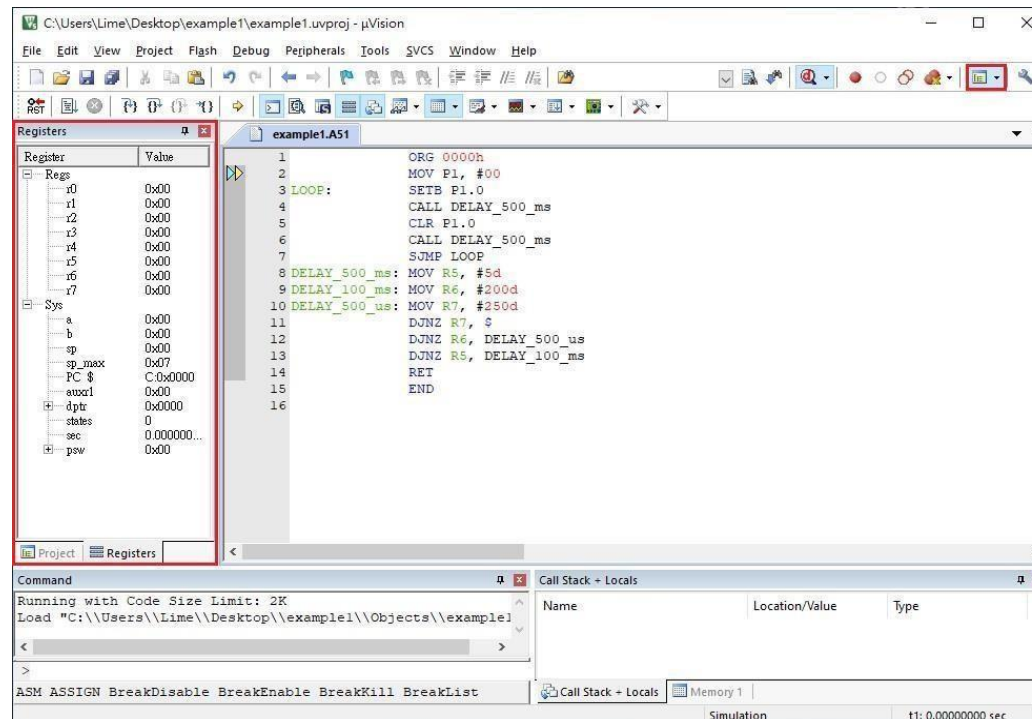 C:\Users\Lime\Desktop\example1\example1.uvproj - µVision
File Edit View Project Flash Debug Peripherals Tools SVCS Window Help
RST
Registers
Register Value
Regs
r0 0x00
r1 0x00
r2 0x00
r3 0x00
r4 0x00
r5 0x00
r6 0x00
r7 0x00
Sys
a 0x00
b 0x00
sp 0x00
sp_max 0x07
PC $ C:0x0000
auxr1 0x00
dptr 0x0000
states 0
sec 0.000000...
psw 0x00
Project Registers
example1.A51
1 ORG 0000h
2 MOV P1, #00
3 LOOP: SETB P1.0
4 CALL DELAY_500_ms
5 CLR P1.0
6 CALL DELAY_500_ms
7 SJMP LOOP
8 DELAY_500_ms: MOV R5, #5d
9 DELAY_100_ms: MOV R6, #200d
10 DELAY_500_us: MOV R7, #250d
11 DJNZ R7, $
12 DJNZ R6, DELAY_500_us
13 DJNZ R5, DELAY_100_ms
14 RET
15 END
16
Command
Running with Code Size Limit: 2K
Load "C:\\Users\\Lime\\Desktop\\example1\\Objects\\example1
>
ASM ASSIGN BreakDisable BreakEnable BreakKill BreakList
Call Stack + Locals
Name Location/Value Type
Call Stack + Locals Memory 1
Simulation t1: 0.00000000 sec